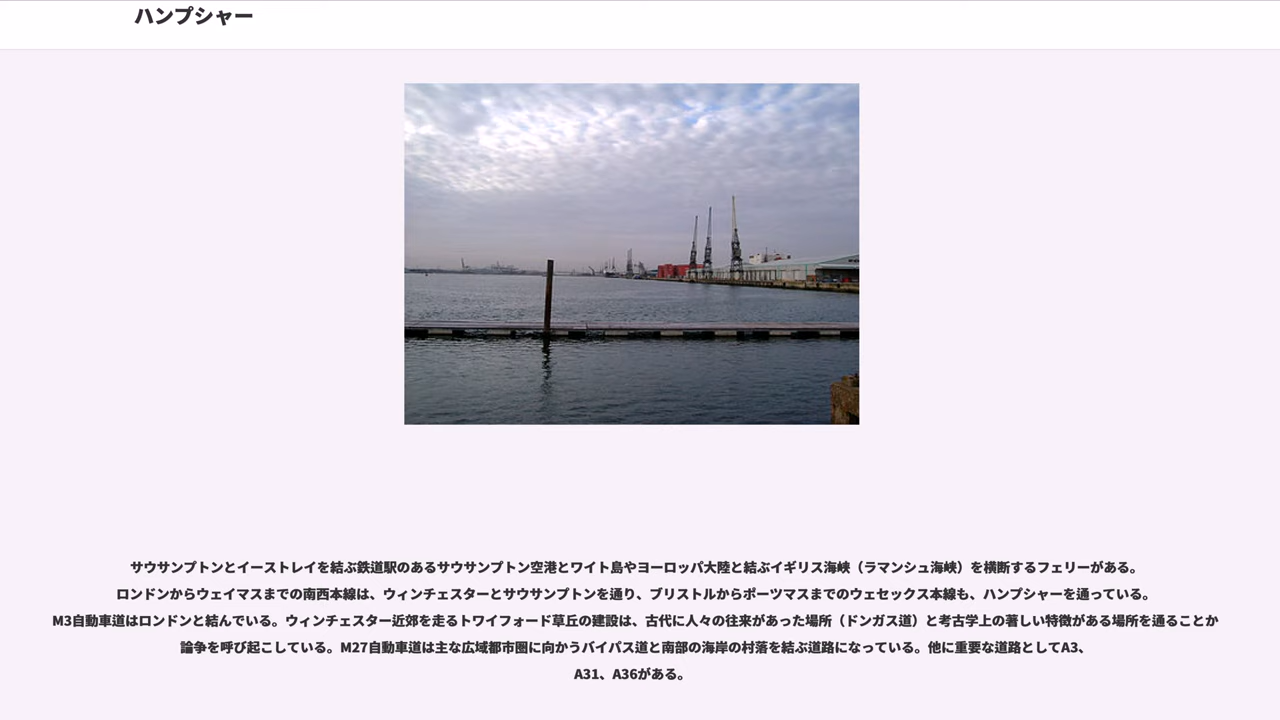 ハンプシャー
サウサンプトンとイーストレイを結ぶ鉄道駅のあるサウサンプトン空港とワイト島やヨーロッパ大陸と結ぶイギリス海峡（ラマンシュ海峡）を横断するフェリーがある。
ロンドンからウェイマスまでの南西本線は、ウィンチェスターとサウサンプトンを通り、ブリストルからポーツマスまでのウェセックス本線も、ハンプシャーを通っている。
M3自動車道はロンドンと結んでいる。ウィンチェスター近郊を走るトワイフォード草丘の建設は、古代に人々の往来があった場所（ドンガス道）と考古学上の著しい特徴がある場所を通ることか
論争を呼び起こしている。M27自動車道は主な広域都市圏に向かうバイパス道と南部の海岸の村落を結ぶ道路になっている。他に重要な道路としてA3、
A31、A36がある。